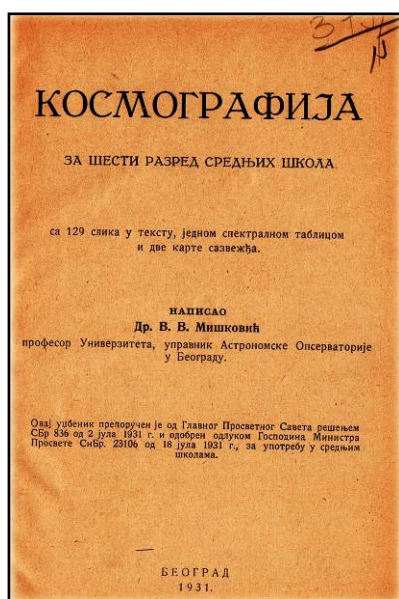 КОСМОГРАФИЈА
ЗА ШЕСТИ РАЗРЕД СРЕДЊИХ ШКОЛА
са 129 слика у тексту, једном спектралном таблицом
и две карте сазвежђа.
НАПИСАО
Др. В. В. Мишковић
професор Универзитета, управник Астрономске Опсерваторије
у Београду.
Овај уџбеник препоручен је од Главног Просветног Савета решењем
СБр 836 од 2 јула 1931 г. и одобрен одлуком Господина Министра
Просвете СнБр. 23106 од 18 јула 1931 г., за употребу у средњим
школама.
БЕОГРАД
1931.